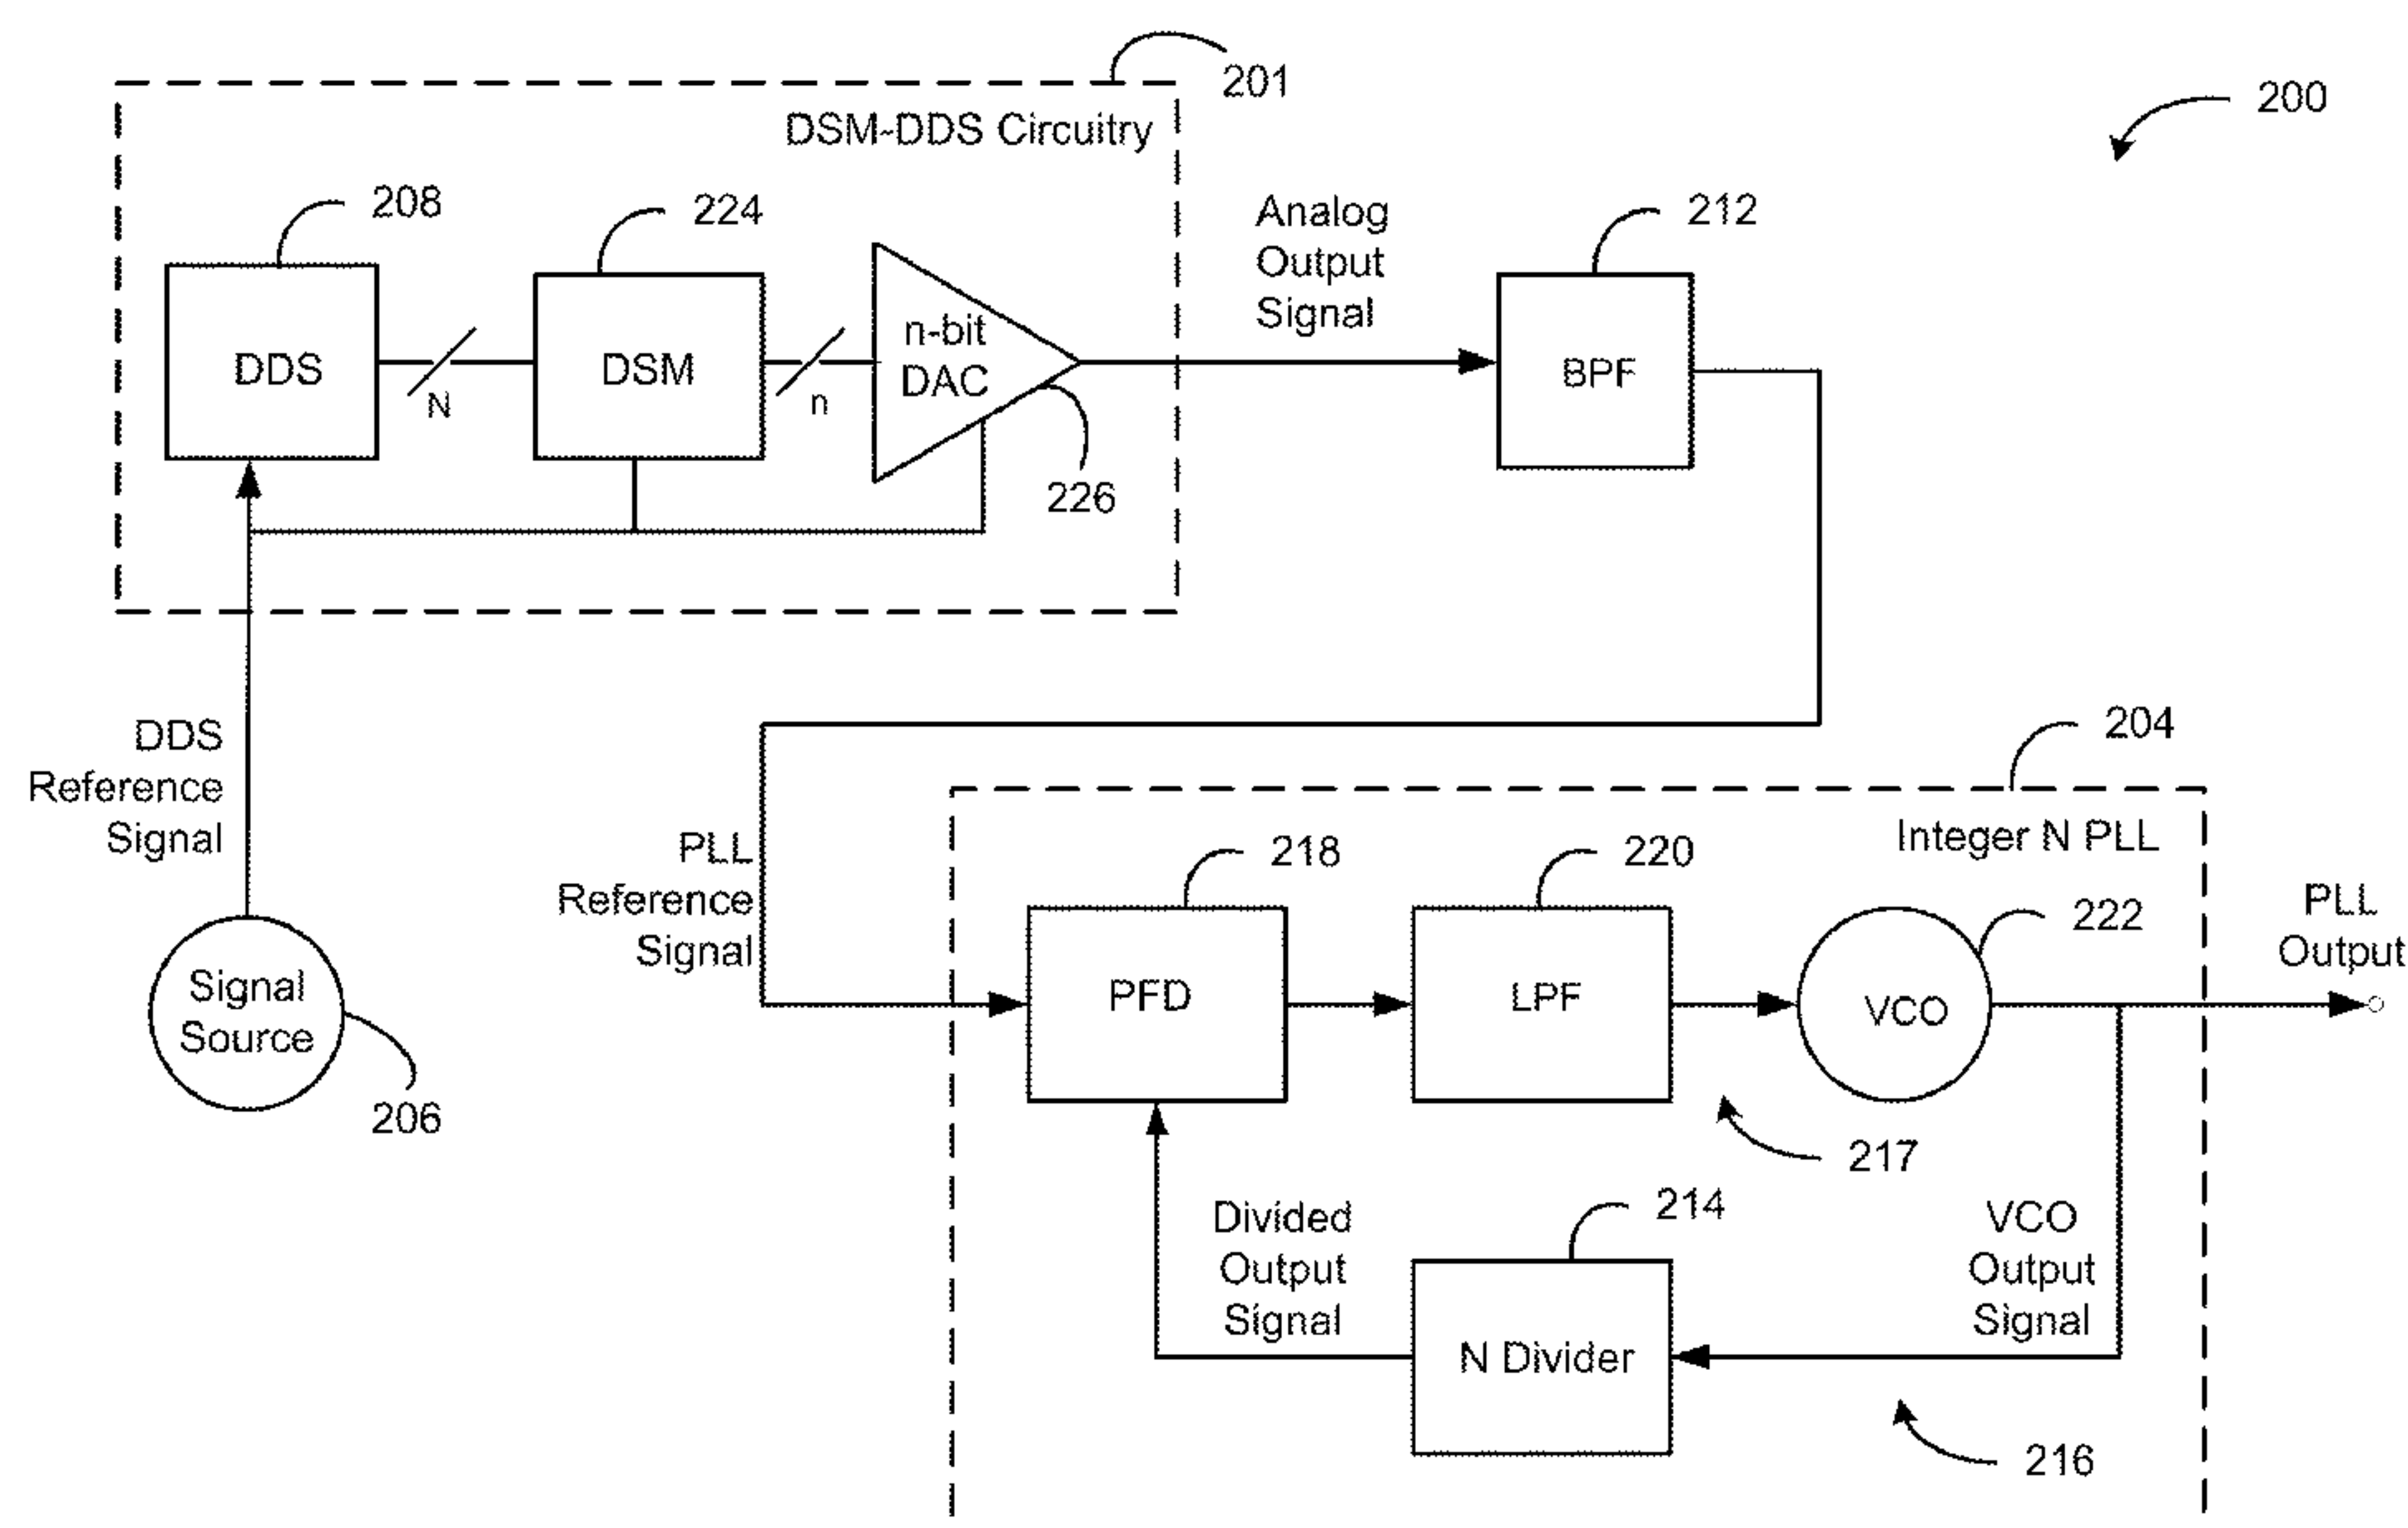 201
200
DSM-DDS Circuitry
208
224
212
Analog
Output
Signal
DDS
N
DSM
n
n-bit
DAC
226
BPF
DDS
Reference
Signal
Signal
Source
206
PLL
Reference
Signal
204
Integer N PLL
218
220
222
PFD
LPF
VCO
PLL
Output
217
Divided
Output
Signal
214
N Divider
VCO
Output
Signal
216